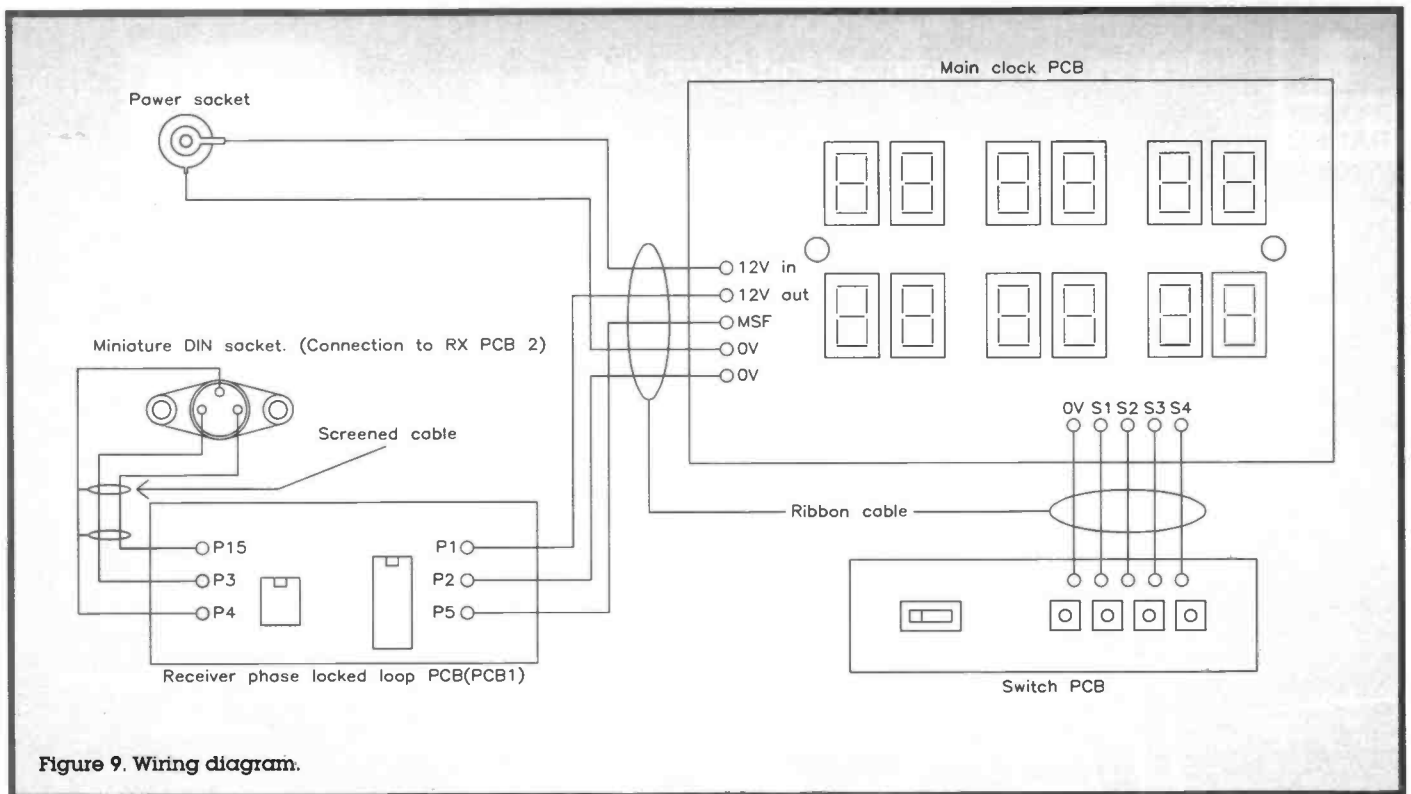 Main clock PCB
Power socket
12V in
12V out
MSF
0V
0V
Miniature DIN socket. (Connection to RX PCB 2)
0V S1 S2 S3 S4
Screened cable
Ribbon cable
P15
P1
P3
P2
P4
P5
Receiver phase locked loop PCB(PCB1)
Switch PCB
Figure 9. Wiring diagram.